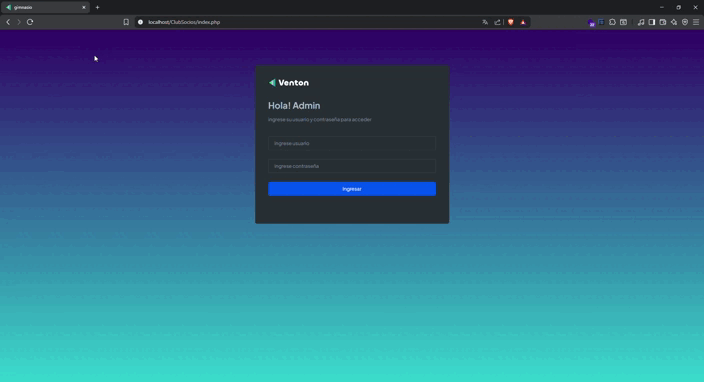 gimnasio
localhost/ClubSocios/index.php
33
Venton
Hola! Admin
Ingrese su usuario y contraseña para acceder
Ingrese usuario
Ingrese contraseña
Ingresar